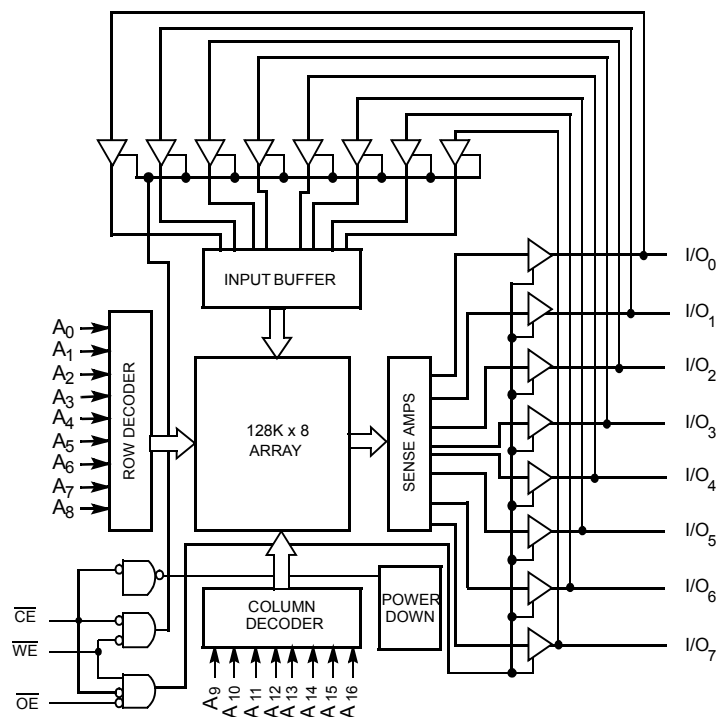 INPUT BUFFER
I/O0
I/O1
I/O2
I/O3
I/O4
I/O5
I/O6
I/O7
A0
A1
A2
A3
A4
A5
A6
A7
A8
ROW DECODER
128K x 8
ARRAY
SENSE AMPS
COLUMN
DECODER
POWER
DOWN
CE
WE
OE
A9
A10
A11
A12
A13
A14
A15
A16